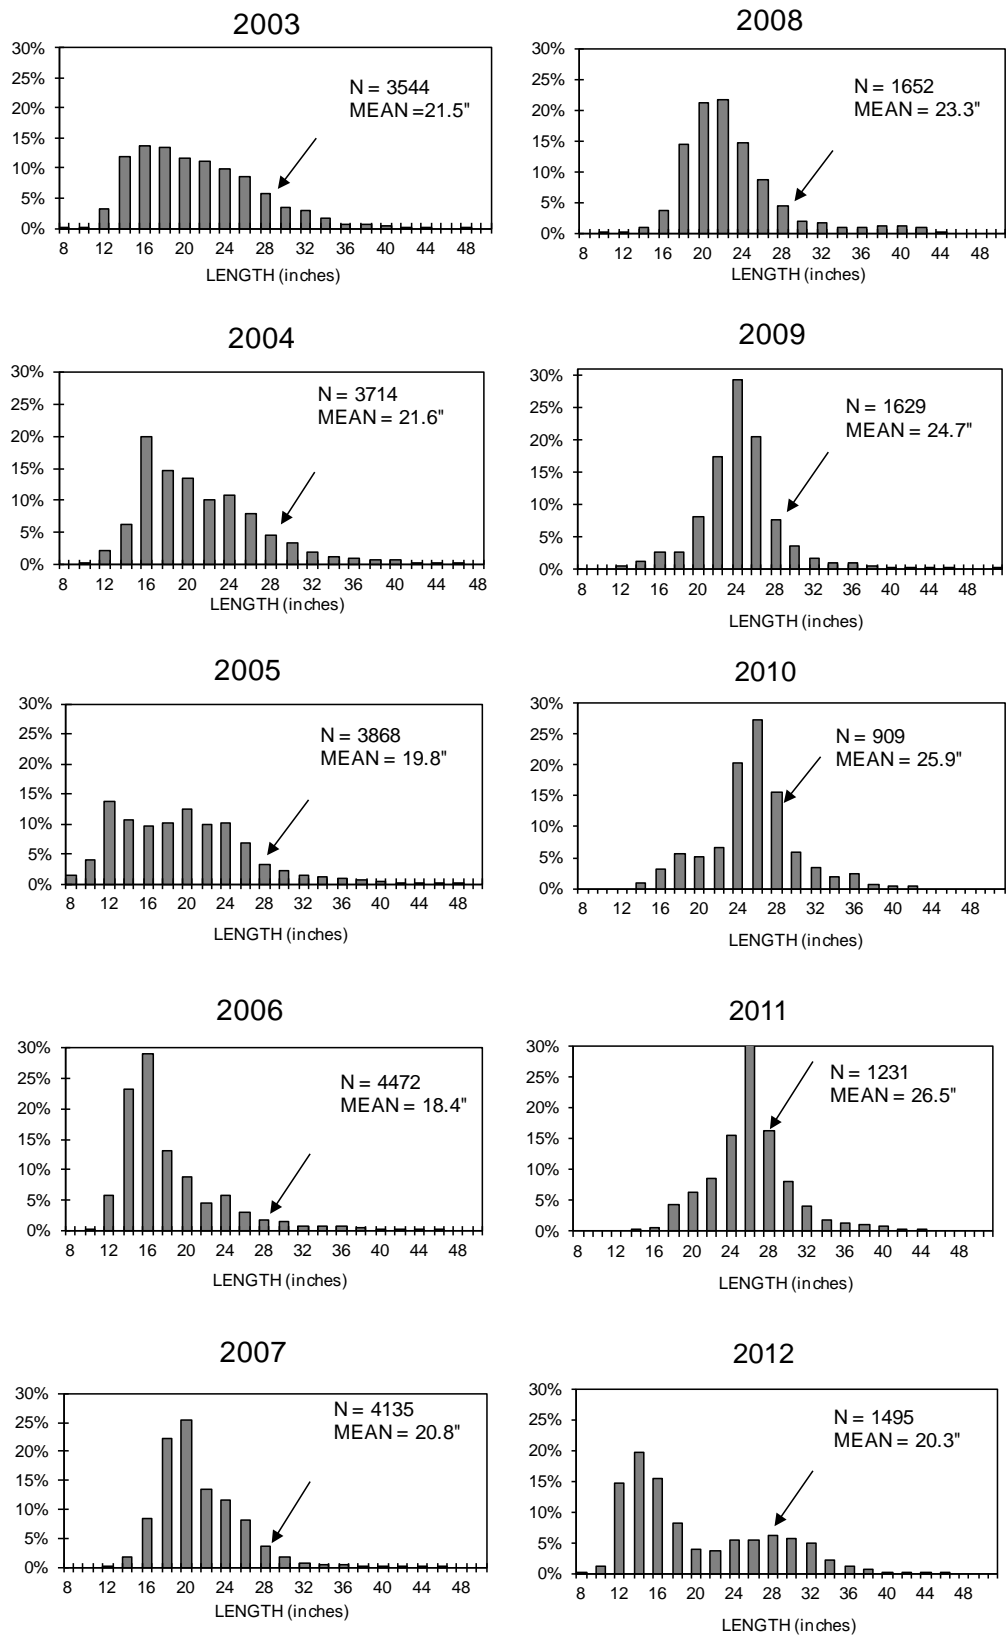 2003
30%
25%
20%
15%
10%
5%
0%
N = 3544
MEAN =21.5"
8 12 16 20 24 28 32 36 40 44 48
LENGTH (inches)
2004
30%
25%
20%
15%
10%
5%
0%
N = 3714
MEAN = 21.6"
8 12 16 20 24 28 32 36 40 44 48
LENGTH (inches)
2005
30%
25%
20%
15%
10%
5%
0%
N = 3868
MEAN = 19.8"
8 12 16 20 24 28 32 36 40 44 48
LENGTH (inches)
2006
30%
25%
20%
15%
10%
5%
0%
N = 4472
MEAN = 18.4"
8 12 16 20 24 28 32 36 40 44 48
LENGTH (inches)
2007
30%
25%
20%
15%
10%
5%
0%
N = 4135
MEAN = 20.8"
8 12 16 20 24 28 32 36 40 44 48
LENGTH (inches)
2008
30%
25%
20%
15%
10%
5%
0%
N = 1652
MEAN = 23.3"
8 12 16 20 24 28 32 36 40 44 48
LENGTH (inches)
2009
30%
25%
20%
15%
10%
5%
0%
N = 1629
MEAN = 24.7"
8 12 16 20 24 28 32 36 40 44 48
LENGTH (inches)
2010
30%
25%
20%
15%
10%
5%
0%
N = 909
MEAN = 25.9"
8 12 16 20 24 28 32 36 40 44 48
LENGTH (inches)
2011
30%
25%
20%
15%
10%
5%
0%
N = 1231
MEAN = 26.5"
8 12 16 20 24 28 32 36 40 44 48
LENGTH (inches)
2012
30%
25%
20%
15%
10%
5%
0%
N = 1495
MEAN = 20.3"
8 12 16 20 24 28 32 36 40 44 48
LENGTH (inches)